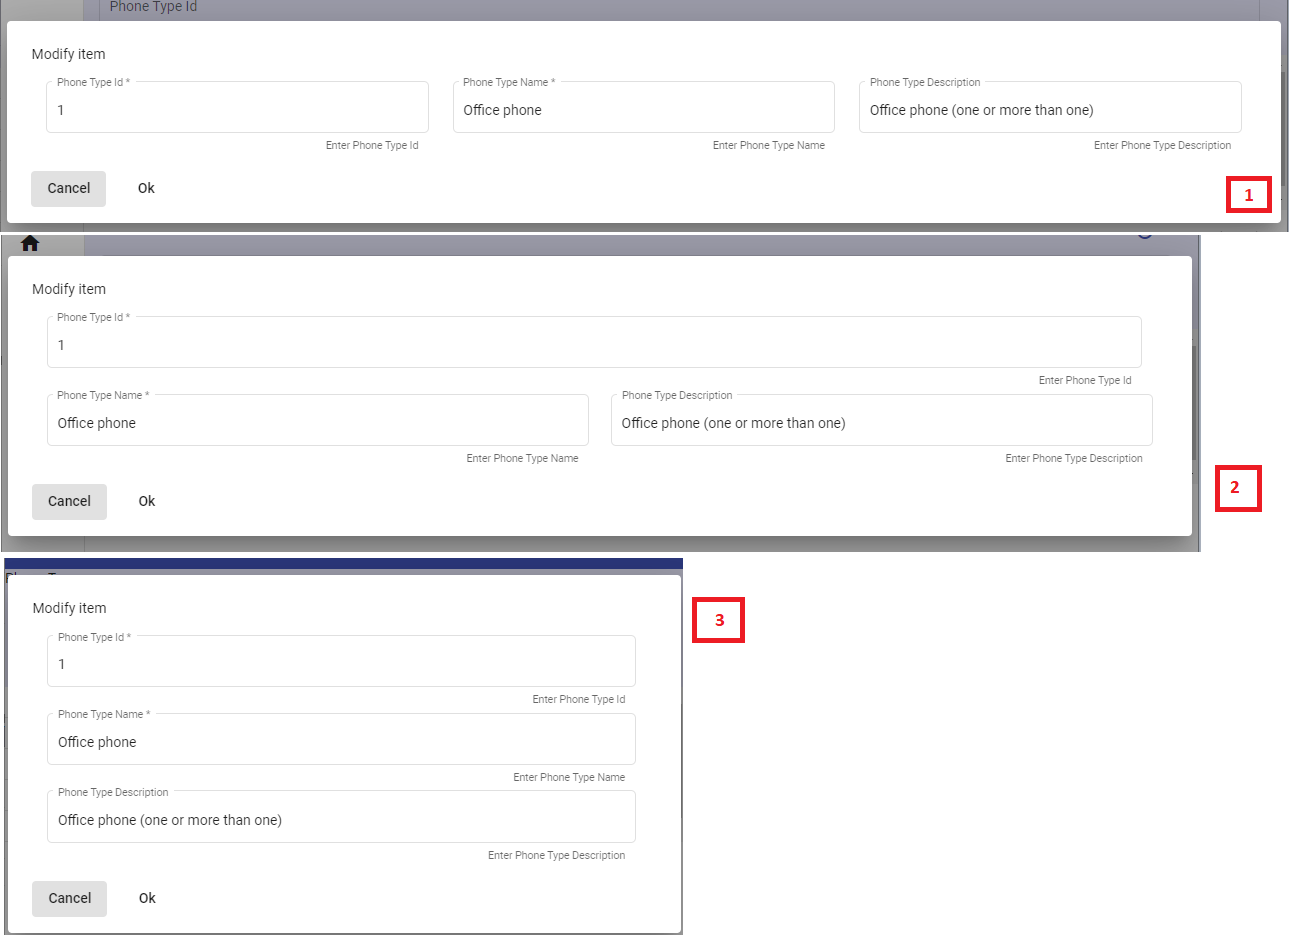 Phone Type Id
Modify item
Phone Type Id *
Phone Type Name *
Phone Type Description
1
Office phone
Office phone (one or more than one)
Enter Phone Type Id
Enter Phone Type Name
Enter Phone Type Description
Cancel
Ok
1
Modify item
Phone Type Id *
1
Enter Phone Type Id
Phone Type Name *
Phone Type Description
Office phone
Office phone (one or more than one)
Enter Phone Type Name
Enter Phone Type Description
Cancel
Ok
2
Modify item
3
Phone Type Id *
1
Enter Phone Type Id
Phone Type Name *
Office phone
Enter Phone Type Name
Phone Type Description
Office phone (one or more than one)
Enter Phone Type Description
Cancel
Ok